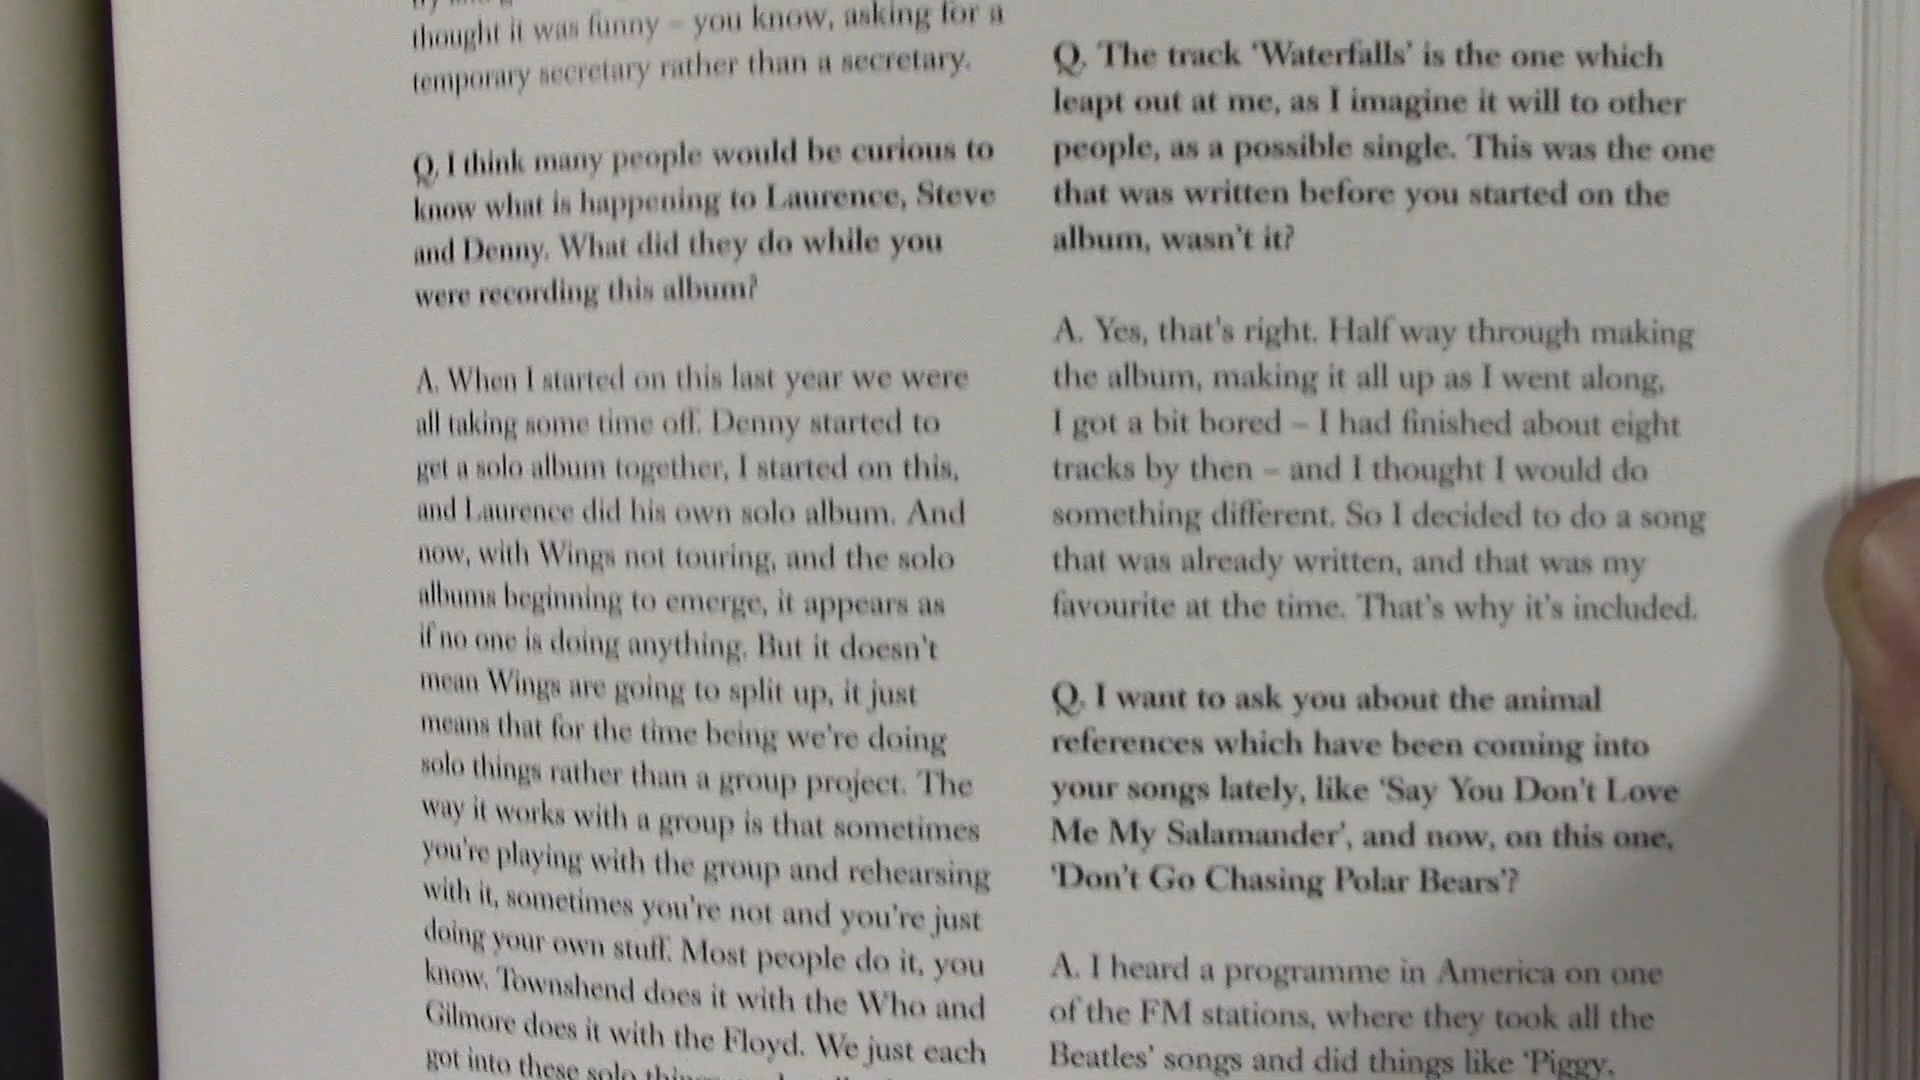 thought it was funny – you know, asking for a
temporary secretary rather than a secretary.
Q. I think many people would be curious to
know what is happening to Laurence, Steve
and Denny. What did they do while you
were recording this album?
A. When I started on this last year we were
all taking some time off. Denny started to
get a solo album together, I started on this,
and Laurence did his own solo album. And
now, with Wings not touring, and the solo
albums beginning to emerge, it appears as
if no one is doing anything. But it doesn't
mean Wings are going to split up, it just
means that for the time being we're doing
solo things rather than a group project. The
way it works with a group is that sometimes
you're playing with the group and rehearsing
with it, sometimes you're not and you're just
doing your own stuff. Most people do it, you
know. Townshend does it with the Who and
Gilmore does it with the Floyd. We just each
got into these solo
Q. The track ‘Waterfalls’ is the one which
leapt out at me, as I imagine it will to other
people, as a possible single. This was the one
that was written before you started on the
album, wasn't it?
A. Yes, that's right. Half way through making
the album, making it all up as I went along,
I got a bit bored – I had finished about eight
tracks by then – and I thought I would do
something different. So I decided to do a song
that was already written, and that was my
favourite at the time. That's why it's included.
Q. I want to ask you about the animal
references which have been coming into
your songs lately, like ‘Say You Don't Love
Me My Salamander’, and now, on this one,
‘Don't Go Chasing Polar Bears’?
A. I heard a programme in America on one
of the FM stations, where they took all the
Beatles’ songs and did things like ‘Piggy,